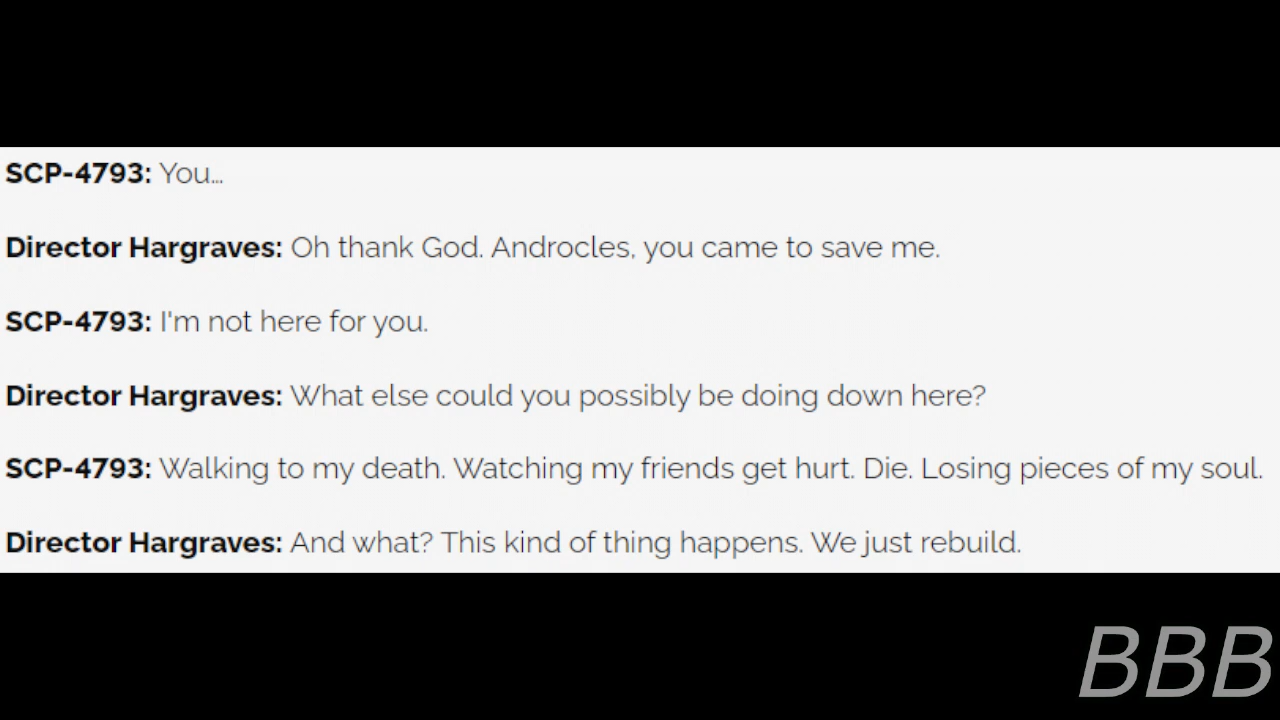 SCP-4793: You…
Director Hargraves: Oh thank God. Androcles, you came to save me.
SCP-4793: I'm not here for you.
Director Hargraves: What else could you possibly be doing down here?
SCP-4793: Walking to my death. Watching my friends get hurt. Die. Losing pieces of my soul.
Director Hargraves: And what? This kind of thing happens. We just rebuild.
BBB